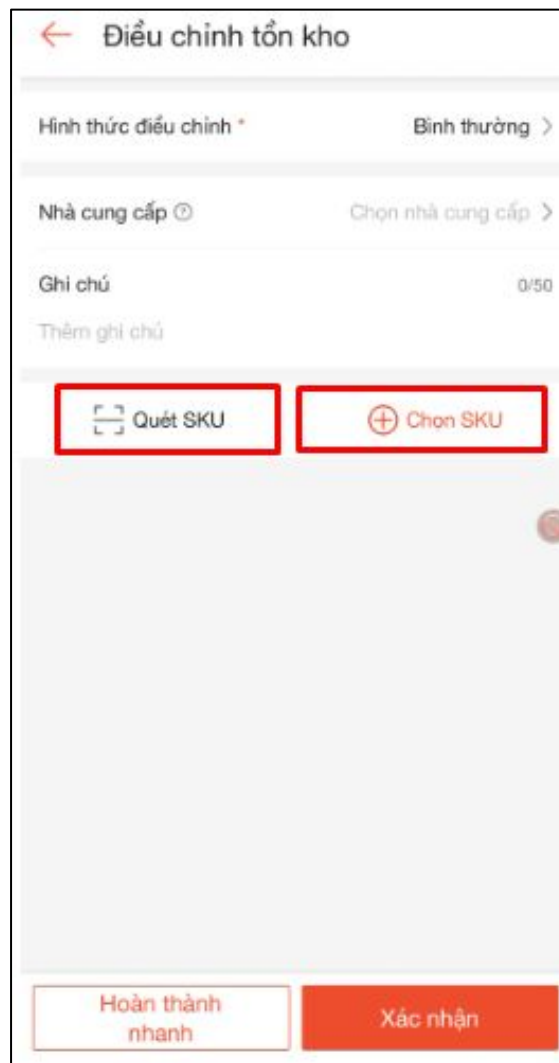 Điều chỉnh tồn kho
Hình thức điều chỉnh *
Bình thường
Nhà cung cấp
Chọn nhà cung cấp
Ghi chú
0/50
Thêm ghi chú
Quét SKU
Chọn SKU
Hoàn thành
nhanh
Xác nhận